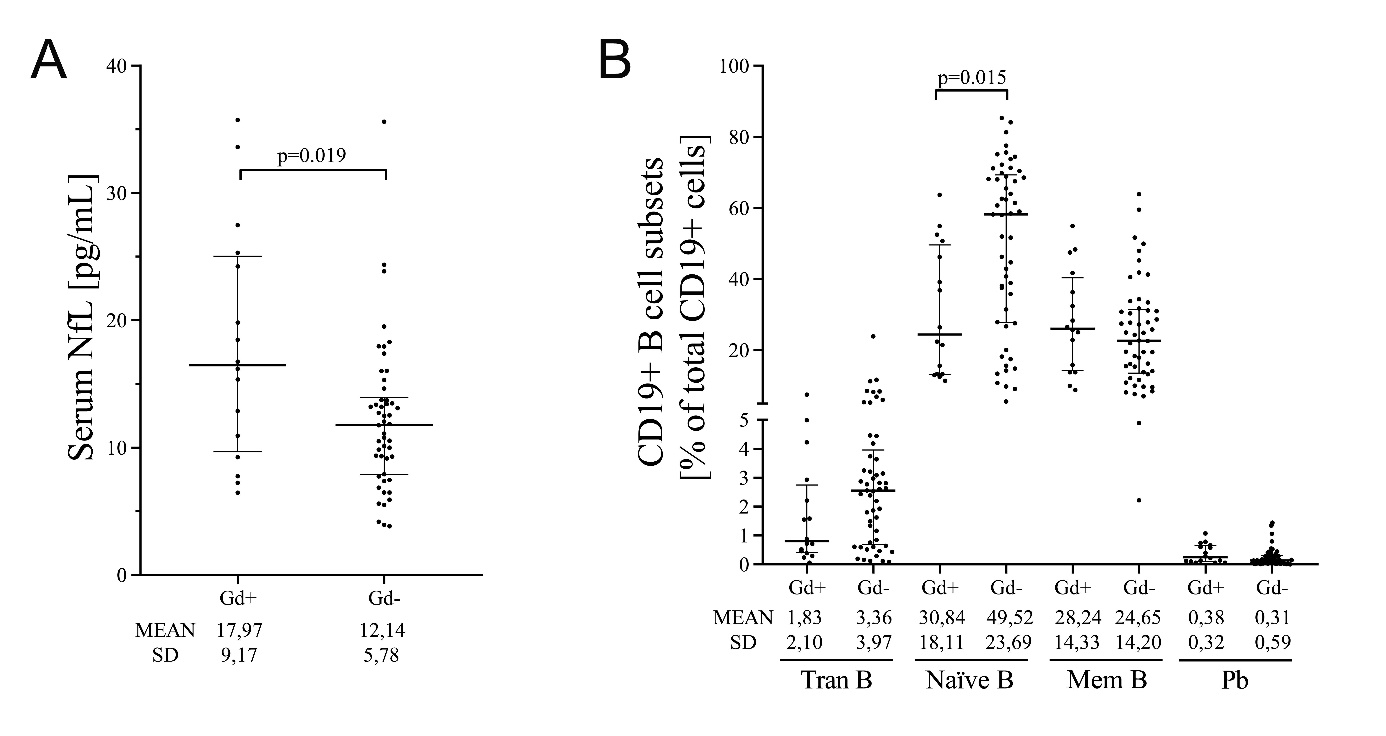 A
Serum NfL [pg/mL]
40
30
20
10
0
p=0.019
Gd+ Gd-
MEAN 17,97 12,14
SD 9,17 5,78
B
CD19+ B cell subsets
[% of total CD19+ cells]
100
80
60
40
20
5
4
3
2
1
0
p=0.015
Gd+ Gd- Gd+ Gd- Gd+ Gd- Gd+ Gd-
MEAN 1,83 3,36 30,84 49,52 28,24 24,65 0,38 0,31
SD 2,10 3,97 18,11 23,69 14,33 14,20 0,32 0,59
Tran B Naïve B Mem B Pb